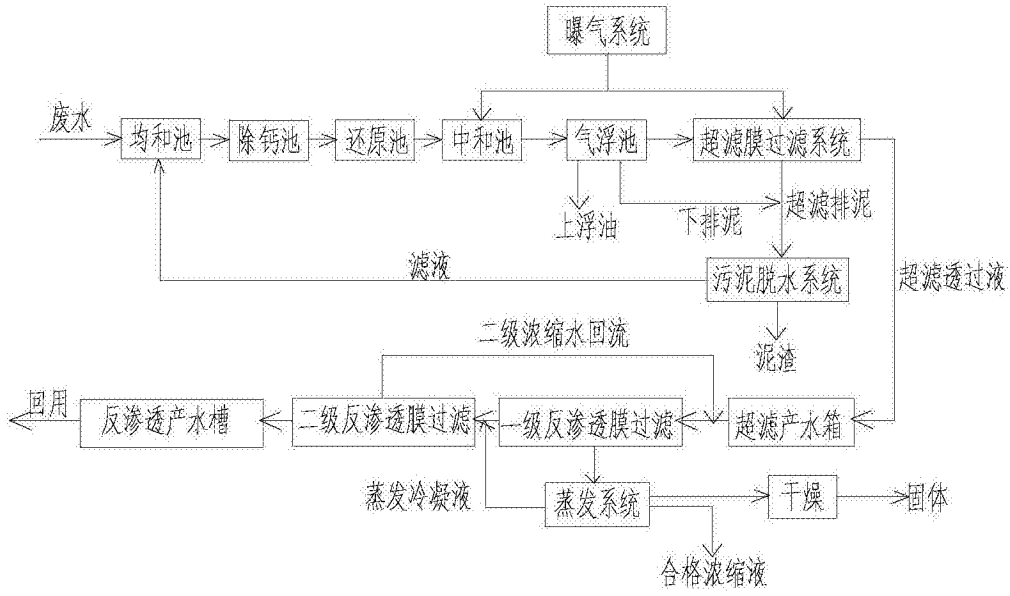 曝气系统
废水
均和池
除钙池
还原池
中和池
气浮池
超滤膜过滤系统
上浮油
下排泥
超滤排泥
滤液
污泥脱水系统
超滤透过液
泥渣
二级浓缩水回流
回用
反渗透产水槽
二级反渗透膜过滤
一级反渗透膜过滤
超滤产水箱
蒸发冷凝液
蒸发系统
干燥
固体
合格浓缩液